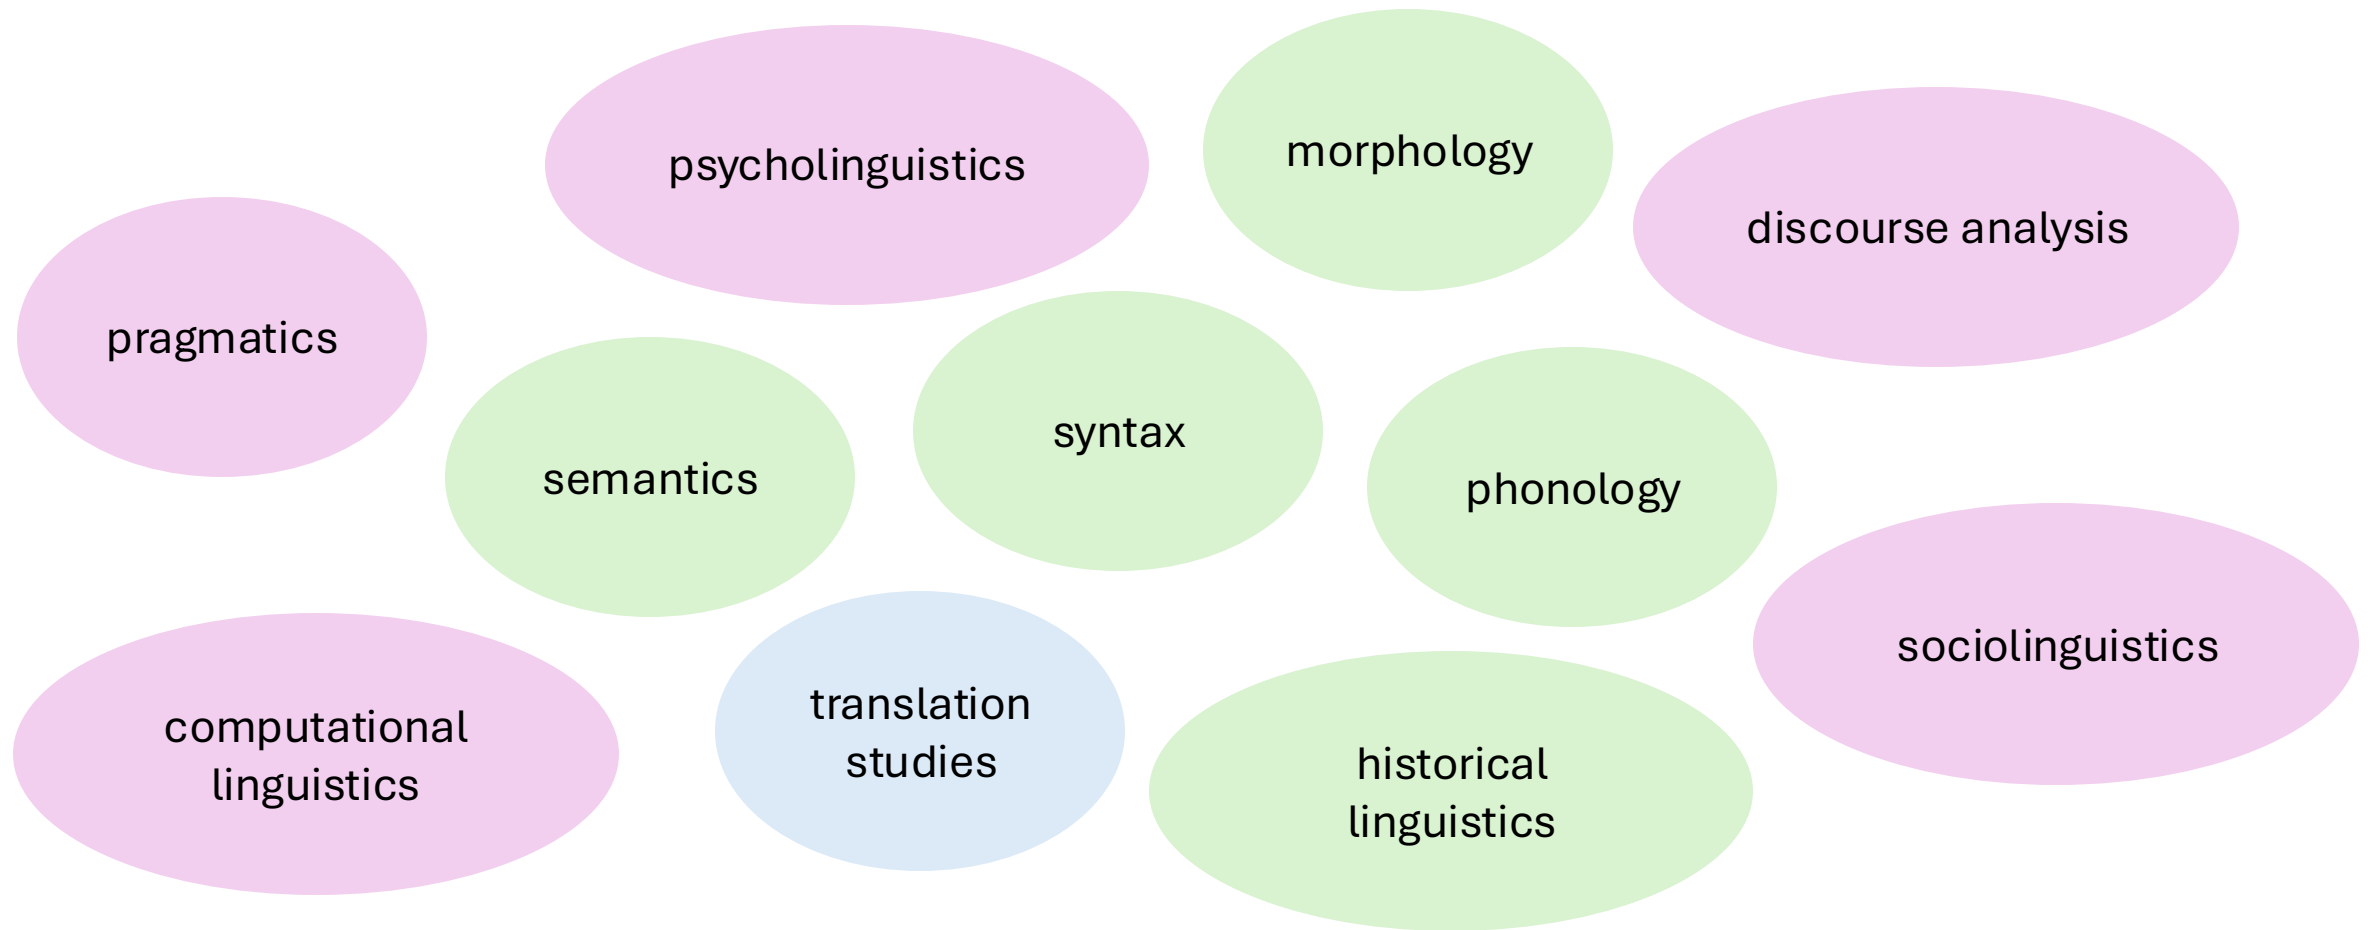 psycholinguistics
morphology
discourse analysis
pragmatics
semantics
syntax
phonology
sociolinguistics
computational
linguistics
translation
studies
historical
linguistics